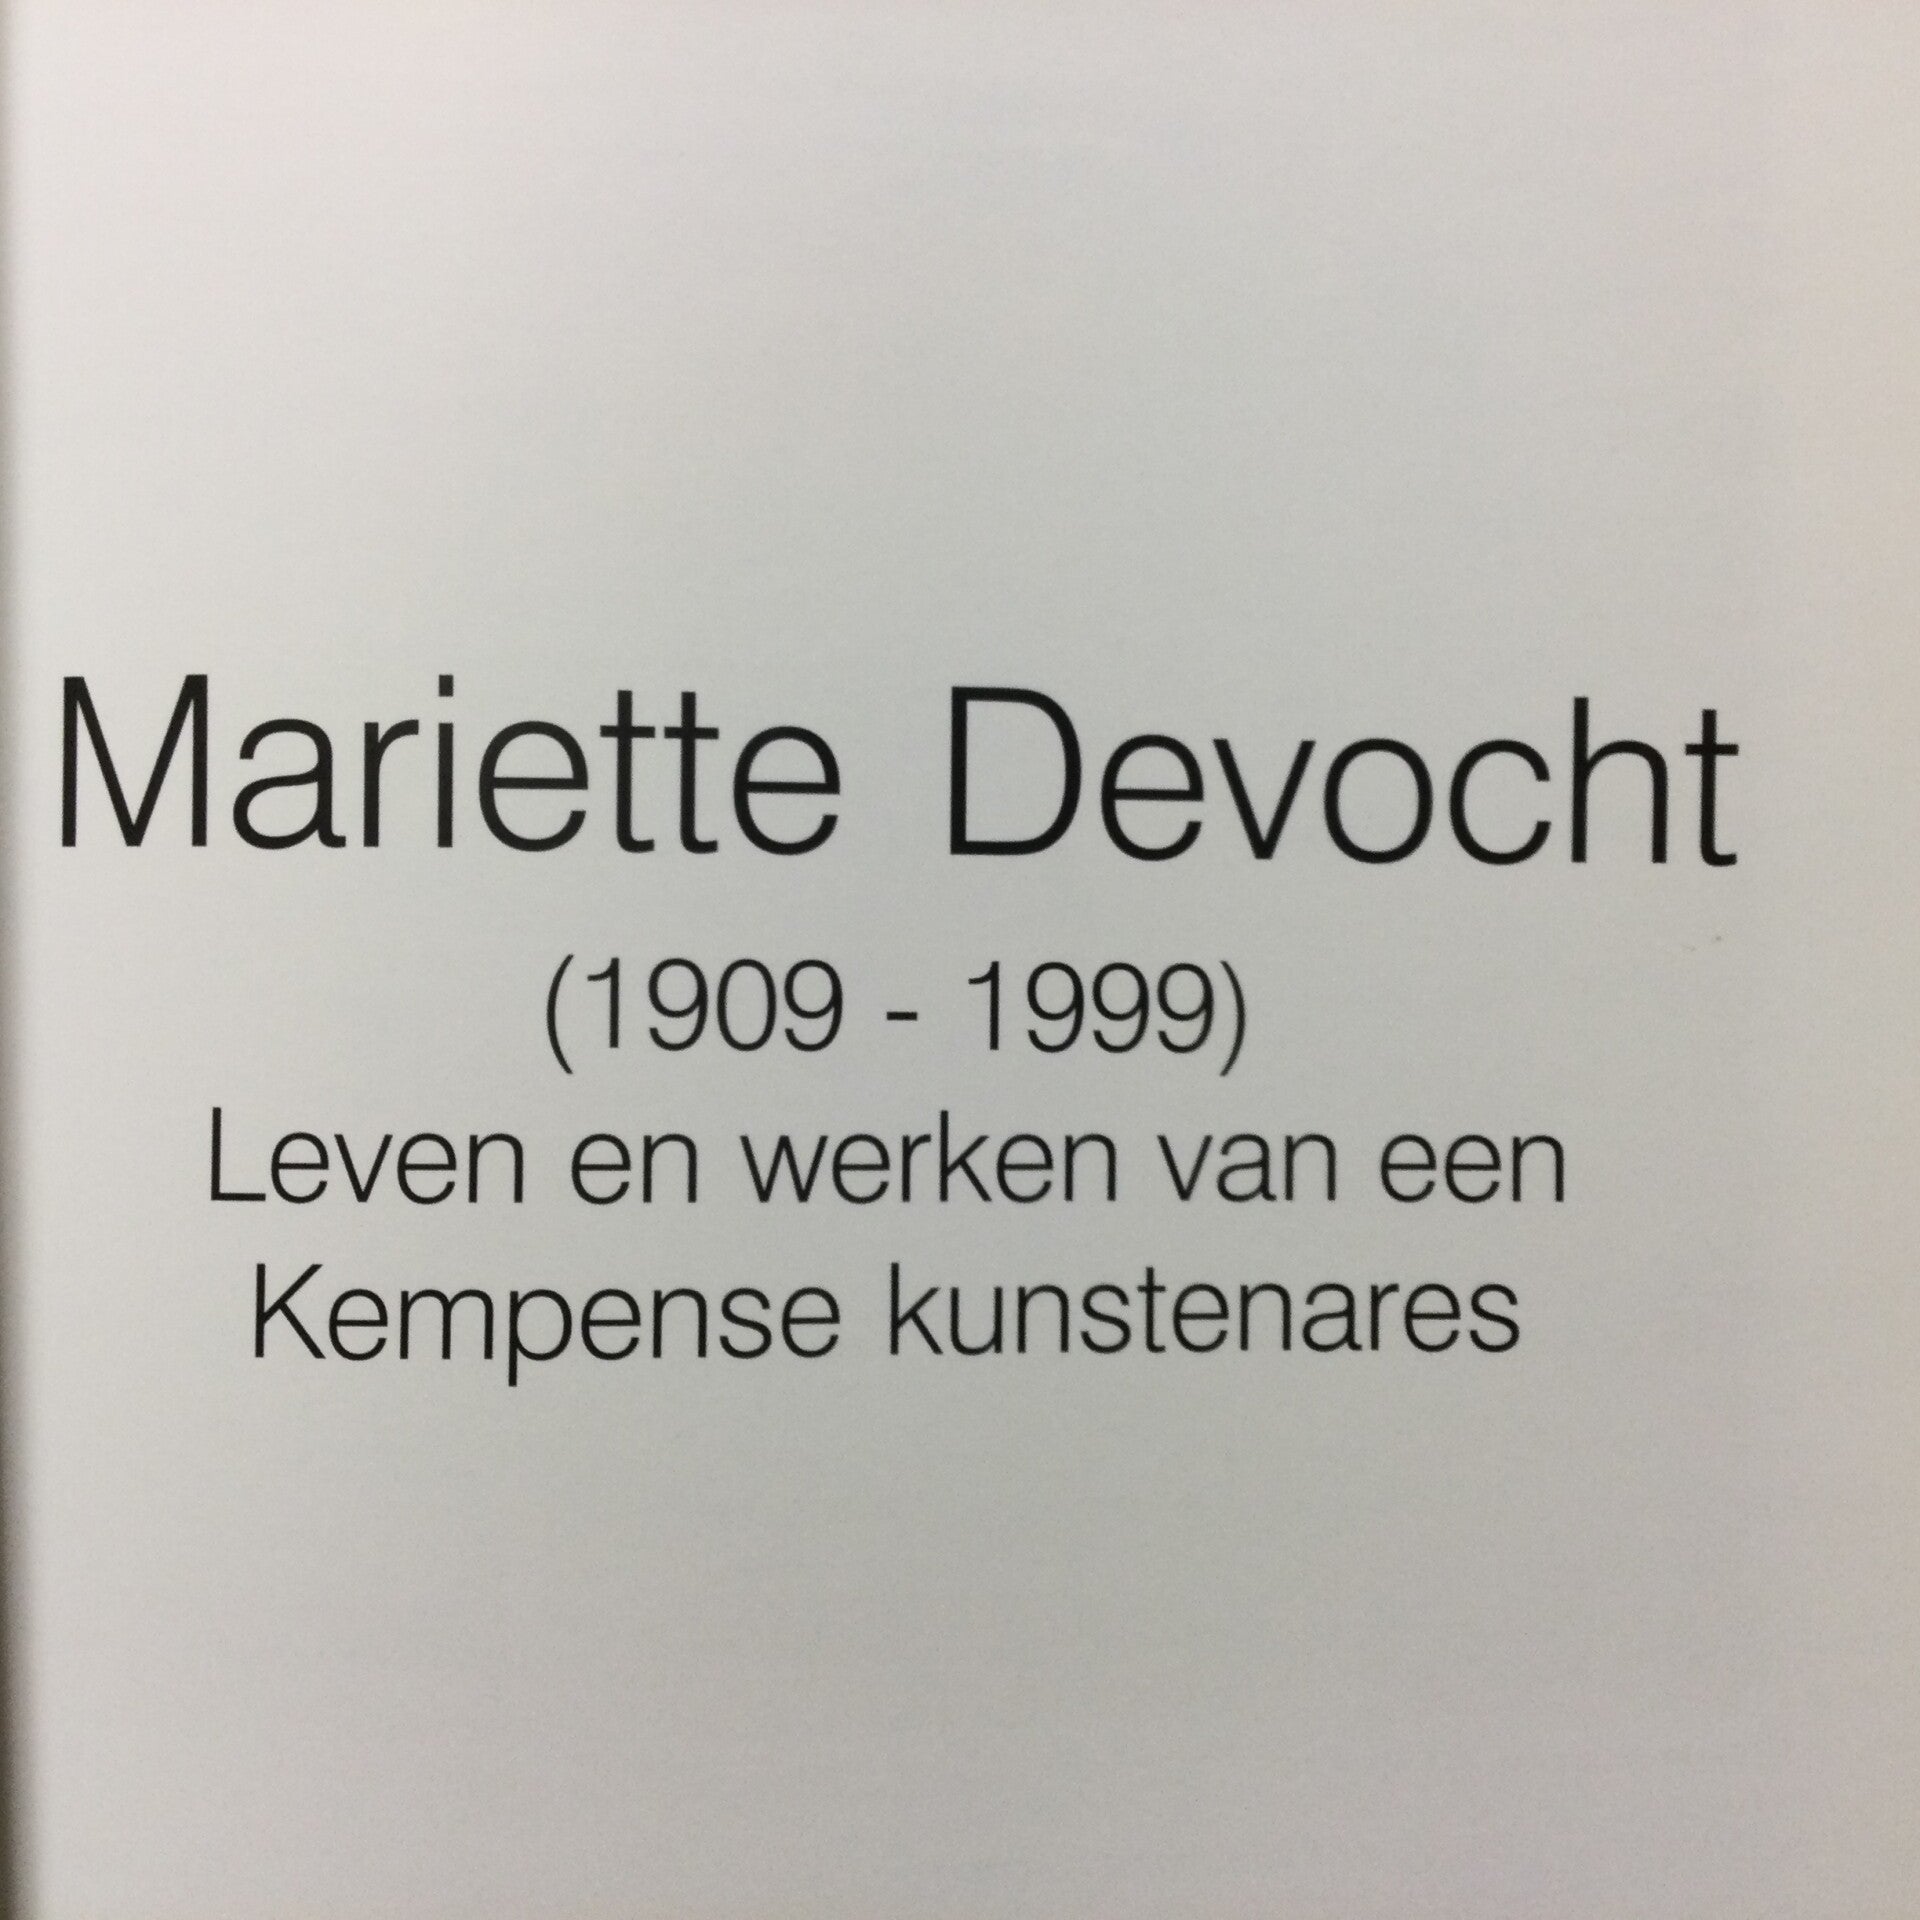 Mariette Devocht
(1909 - 1999)
Leven en werken van een
Kempense kunstenares